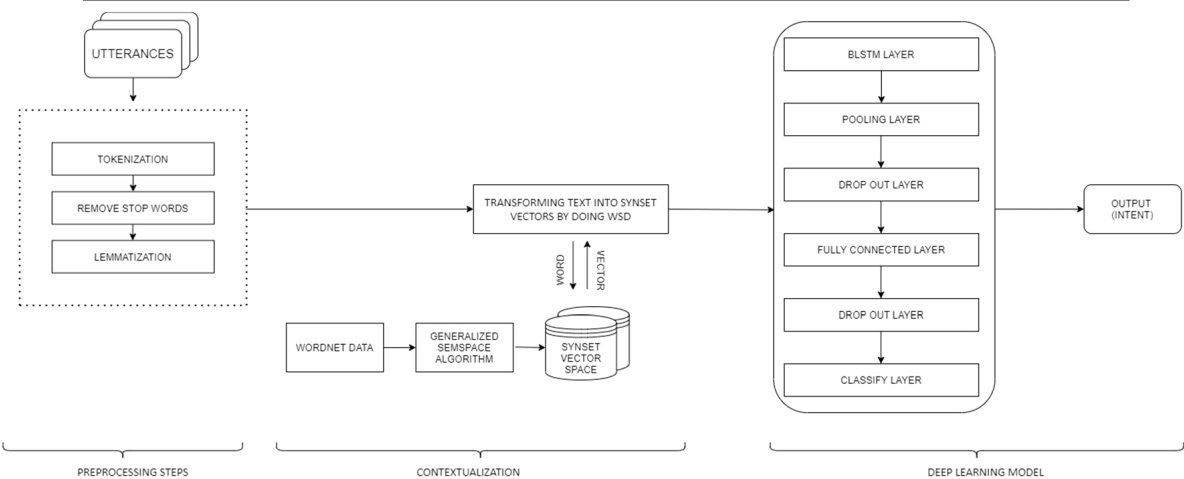 UTTERANCES
TOKENIZATION
REMOVE STOP WORDS
LEMMATIZATION
TRANSFORMING TEXT INTO SYNSET
VECTORS BY DOING WSD
WORD
VECTOR
WORDNET DATA
GENERALIZED
SEMSPACE
ALGORITHM
SYNSET
VECTOR
SPACE
BLSTM LAYER
POOLING LAYER
DROP OUT LAYER
FULLY CONNECTED LAYER
DROP OUT LAYER
CLASSIFY LAYER
OUTPUT
(INTENT)
PREPROCESSING STEPS
CONTEXTUALIZATION
DEEP LEARNING MODEL